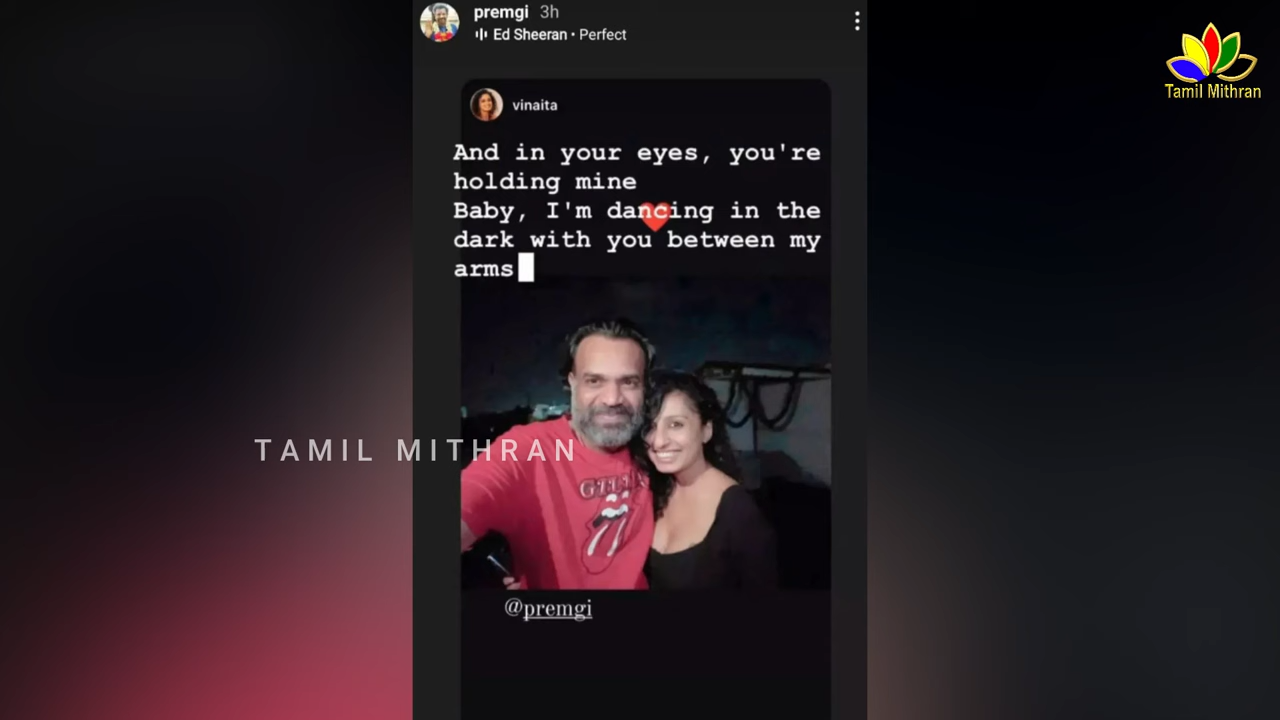 premgi 3h
Ed Sheeran • Perfect
Tamil Mithran
vinaita
And in your eyes, you're
holding mine
Baby, I'm dancing in the
dark with you between my
arms
TAMIL MITHRAN
@premgi